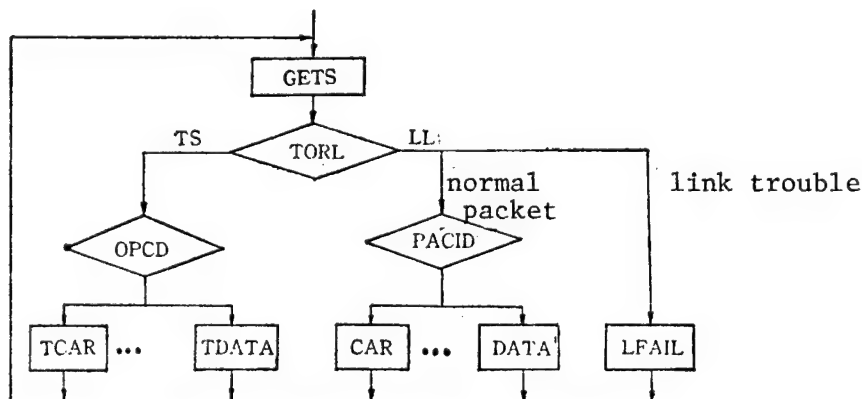 GETS
TS
TORL
LL
normal
packet
link trouble
OPCD
PACID
TCAR ... TDATA
CAR ... DATA
LFAIL